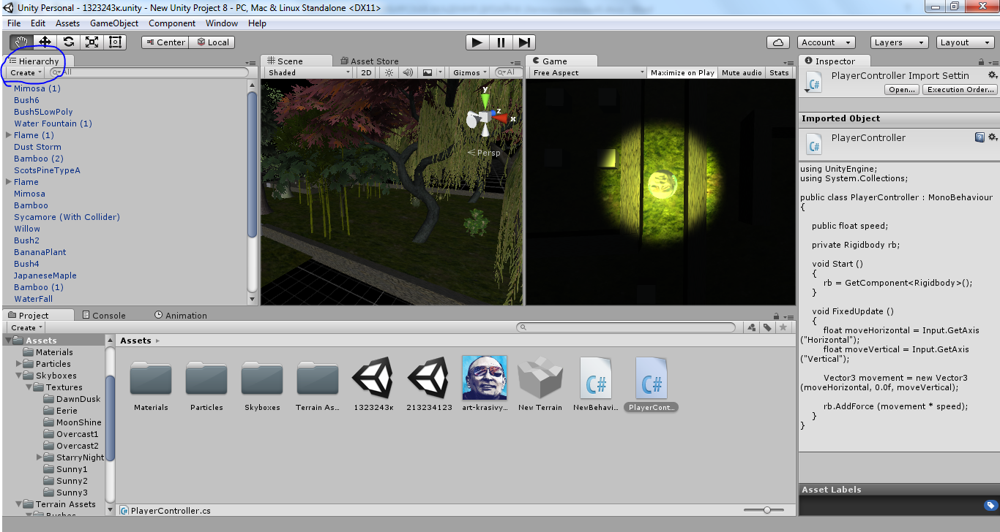 Unity Personal - 1323243к.unity - New Unity Project 8 - PC, Mac & Linux Standalone <DX11>
File Edit Assets GameObject Component Window Help
Center Local Account Layers Layout
Hierarchy
Create All
Mimosa (1)
Bush6
Bush5LowPoly
Water Fountain (1)
Flame (1)
Dust Storm
Bamboo (2)
ScotsPineTypeA
Flame
Mimosa
Bamboo
Sycamore (With Collider)
Willow
Bush2
BananaPlant
Bush4
JapaneseMaple
Bamboo (1)
WaterFall
Scene Asset Store
Shaded 2D Gizmos Al
y
z
x
Persp
Game
Free Aspect Maximize on Play Mute audio Stats
Inspector
PlayerController Import Settin
Open... Execution Order...
Imported Object
C#
PlayerController
C#
using UnityEngine;
using System.Collections;
public class PlayerController : MonoBehaviour
{
public float speed;
private Rigidbody rb;
void Start ()
{
rb = GetComponent<Rigidbody>();
}
void FixedUpdate ()
{
float moveHorizontal = Input.GetAxis
("Horizontal");
float moveVertical = Input.GetAxis
("Vertical");
Vector3 movement = new Vector3
(moveHorizontal, 0.0f, moveVertical);
rb.AddForce (movement * speed);
}
}
Asset Labels
Project Console Animation
Create
Assets
Materials
Particles
Skyboxes
Textures
DawnDusk
Eerie
MoonShine
Overcast1
Overcast2
StarryNight
Sunny1
Sunny2
Sunny3
Terrain Assets
Bushes
Assets
C# C#
Materials Particles Skyboxes Terrain As... 1323243к 213234123 art-krasivy... New Terrain NewBehavi... PlayerCont...
PlayerController.cs